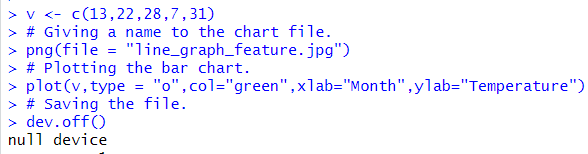 > v <- c(13,22,28,7,31)
> # Giving a name to the chart file.
> png(file = "line_graph_feature.jpg")
> # Plotting the bar chart.
> plot(v,type = "o",col="green",xlab="Month",ylab="Temperature")
> # Saving the file.
> dev.off()
null device